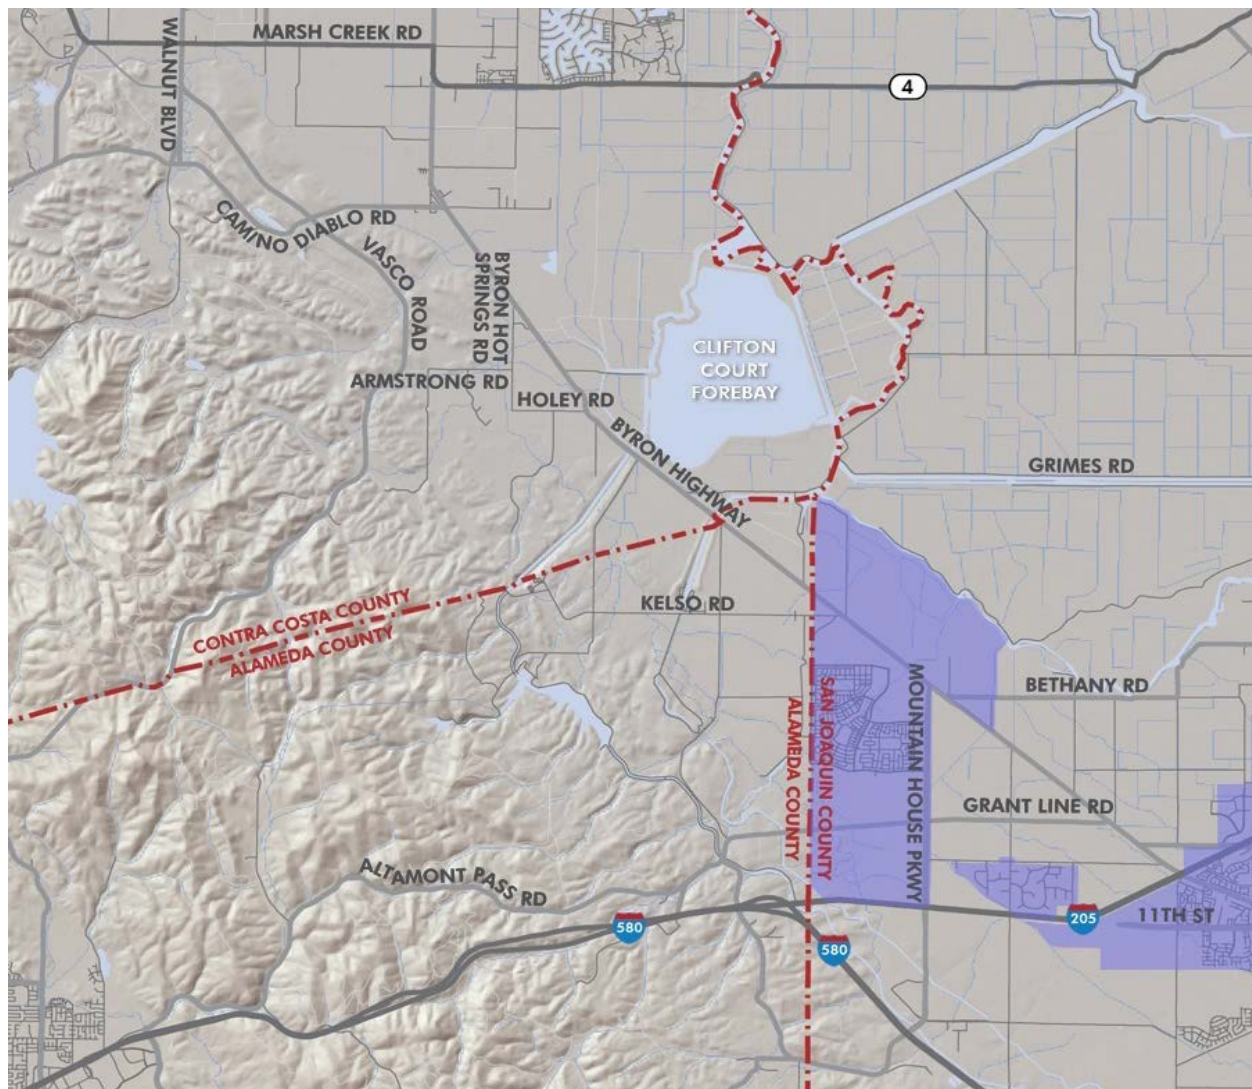 MARSH CREEK RD
WALNUT BLVD
4
CAMINO DIABLO RD
VASCO ROAD
BYRON HOT
SPRINGS RD
CLIFTON
COURT
FOREBAY
ARMSTRONG RD
HOLEY RD
BYRON HIGHWAY
GRIMES RD
KELSO RD
CONTRA COSTA COUNTY
ALAMEDA COUNTY
MOUNTAIN HOUSE PKWY
BETHANY RD
SAN JOAQUIN COUNTY
ALAMEDA COUNTY
GRANT LINE RD
ALTAMONT PASS RD
580
205
11TH ST
580